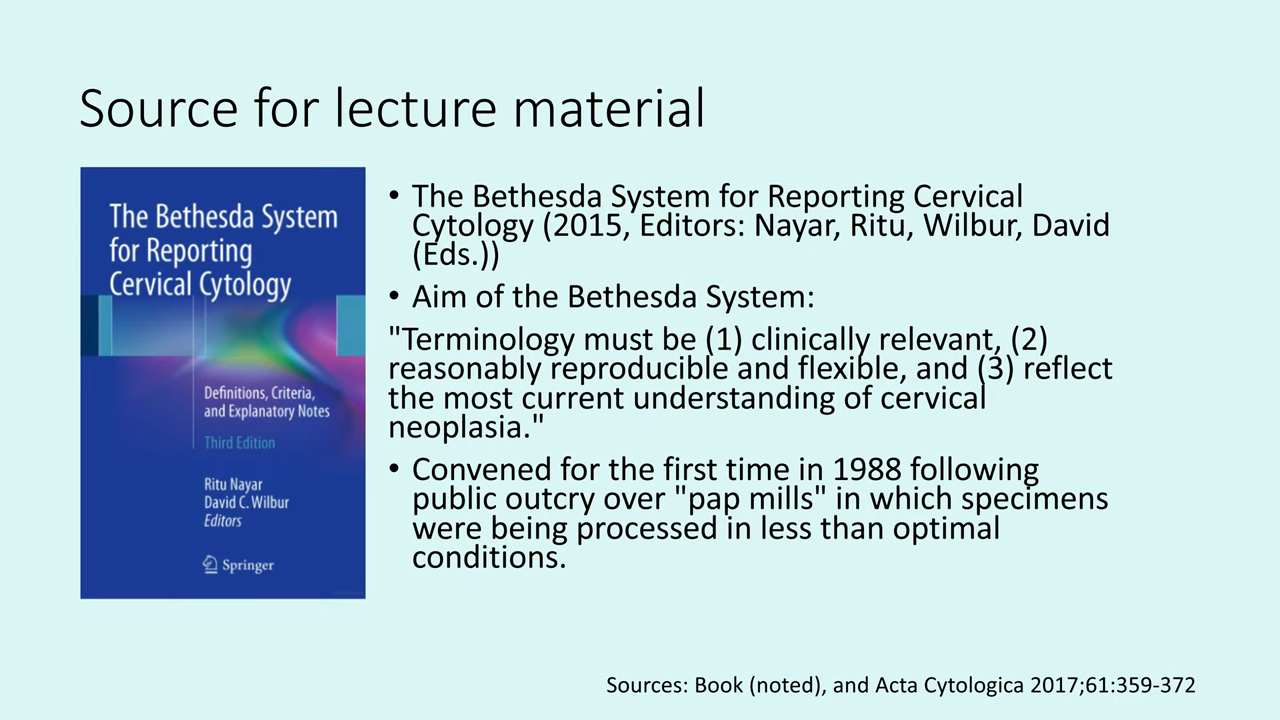 Source for lecture material
The Bethesda System
for Reporting
Cervical Cytology
Definitions, Criteria,
and Explanatory Notes
Third Edition
Ritu Nayar
David C. Wilbur
Editors
Springer
• The Bethesda System for Reporting Cervical
Cytology (2015, Editors: Nayar, Ritu, Wilbur, David
(Eds.))
• Aim of the Bethesda System:
"Terminology must be (1) clinically relevant, (2)
reasonably reproducible and flexible, and (3) reflect
the most current understanding of cervical
neoplasia."
• Convened for the first time in 1988 following
public outcry over "pap mills" in which specimens
were being processed in less than optimal
conditions.
Sources: Book (noted), and Acta Cytologica 2017;61:359-372